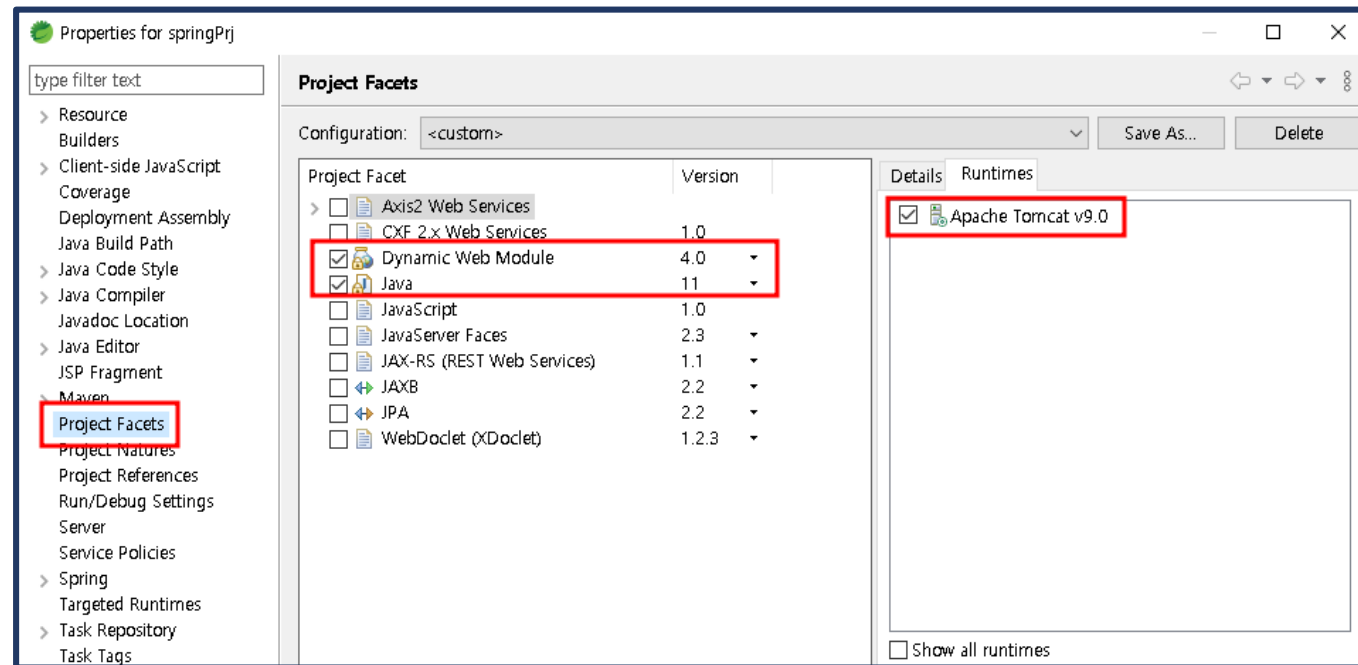 Properties for springPrj
type filter text
Resource
Builders
Client-side JavaScript
Coverage
Deployment Assembly
Java Build Path
Java Code Style
Java Compiler
Javadoc Location
Java Editor
JSP Fragment
Maven
Project Facets
Project Natures
Project References
Run/Debug Settings
Server
Service Policies
Spring
Targeted Runtimes
Task Repository
Task Tags
Project Facets
Configuration: <custom> Save As... Delete
Project Facet Version
Axis2 Web Services
CXF 2.x Web Services 1.0
Dynamic Web Module 4.0
Java 11
JavaScript 1.0
JavaServer Faces 2.3
JAX-RS (REST Web Services) 1.1
JAXB 2.2
JPA 2.2
WebDoclet (XDoclet) 1.2.3
Details Runtimes
Apache Tomcat v9.0
Show all runtimes